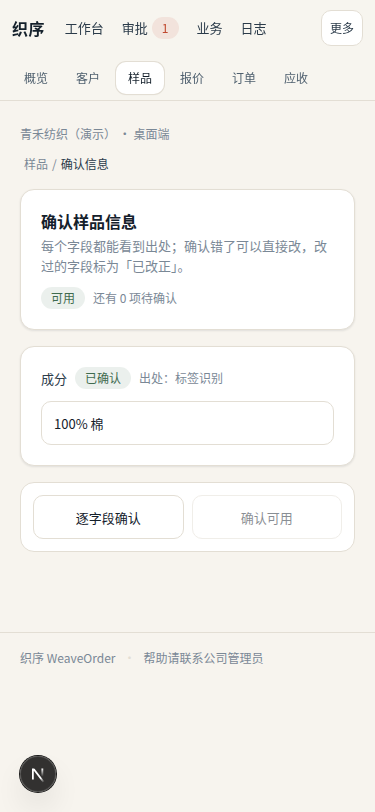 织序 工作台 审批 1 业务 日志 更多
概览 客户 样品 报价 订单 应收
青禾纺织（演示） · 桌面端
样品 / 确认信息
确认样品信息
每个字段都能看到出处；确认错了可以直接改，改
过的字段标为「已改正」。
可用 还有 0 项待确认
成分 已确认 出处：标签识别
100% 棉
逐字段确认 确认可用
织序 WeaveOrder · 帮助请联系公司管理员
N